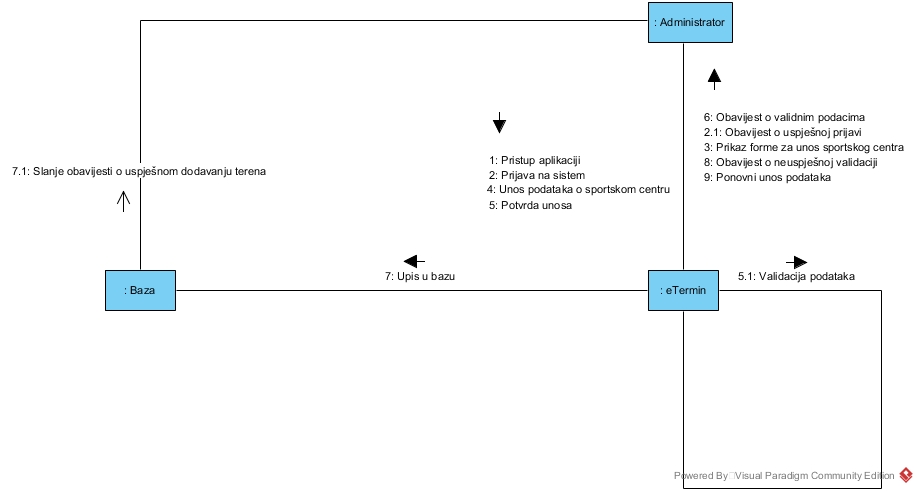 : Administrator
6: Obavijest o validnim podacima
2.1: Obavijest o uspješnoj prijavi
3: Prikaz forme za unos sportskog centra
8: Obavijest o neuspješnoj validaciji
9: Ponovni unos podataka
1: Pristup aplikaciji
2: Prijava na sistem
4: Unos podataka o sportskom centru
5: Potvrda unosa
7.1: Slanje obavijesti o uspješnom dodavanju terena
7: Upis u bazu
5.1: Validacija podataka
: Baza
: eTermin
Powered By Visual Paradigm Community Edition